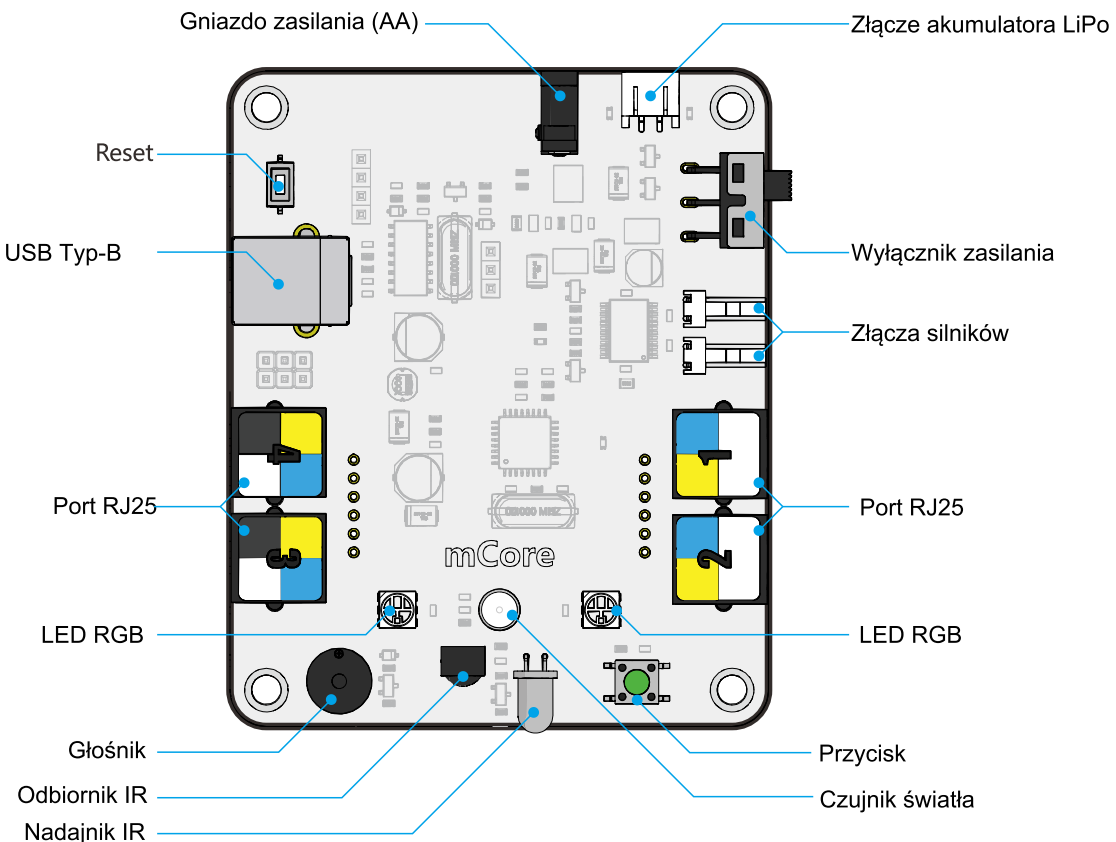 Gniazdo zasilania (AA)
Złącze akumulatora LiPo
Reset
USB Typ-B
Wyłącznik zasilania
Złącza silników
4
1
Port RJ25
Port RJ25
3
2
mCore
LED RGB
LED RGB
Głośnik
Przycisk
Odbiornik IR
Czujnik światła
Nadajnik IR